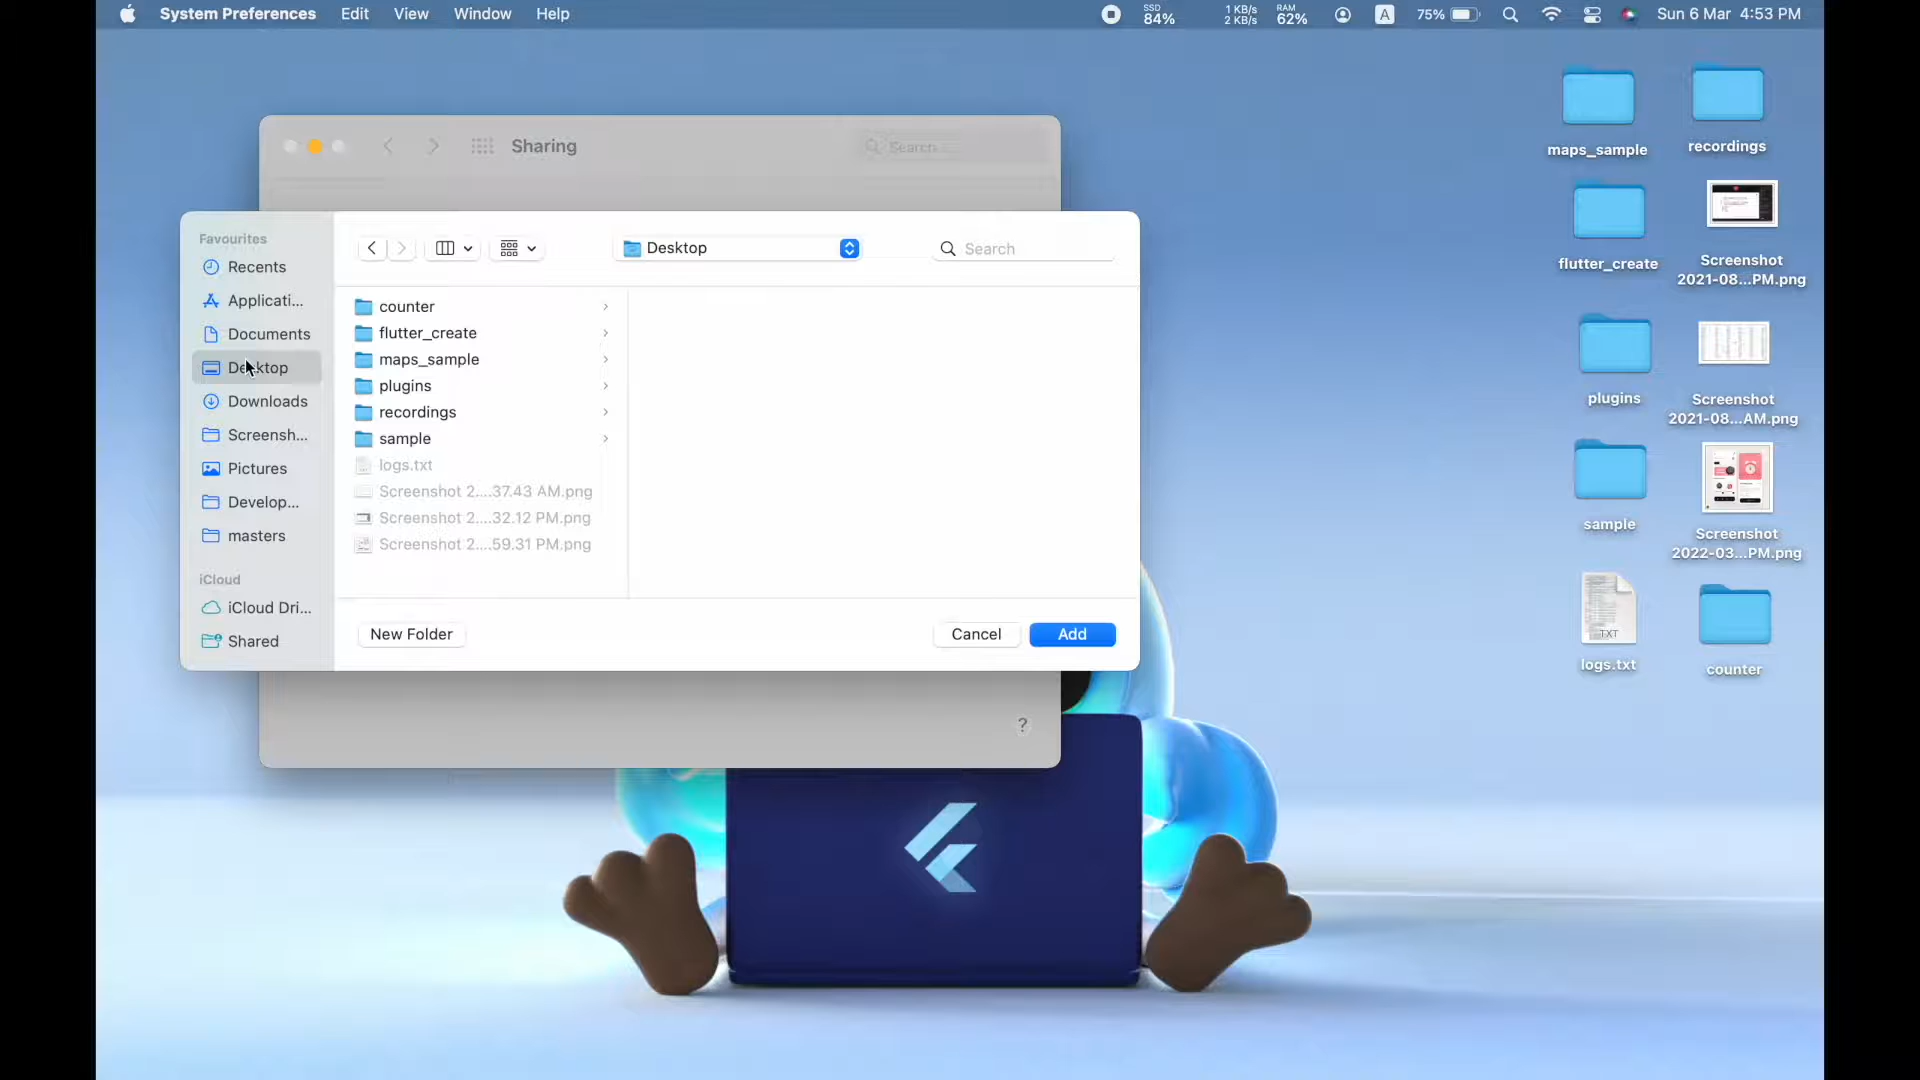 System Preferences Edit View Window Help
SSD 84% 1 KB/s 2 KB/s RAM 62% A 75% Sun 6 Mar 4:53 PM
Sharing
Search
Favourites
Recents
Applicati...
Documents
Desktop
Downloads
Screensh...
Pictures
Develop...
masters
iCloud
iCloud Dri...
Shared
Desktop
Search
counter
flutter_create
maps_sample
plugins
recordings
sample
logs.txt
Screenshot 2....37.43 AM.png
Screenshot 2....32.12 PM.png
Screenshot 2....59.31 PM.png
New Folder
Cancel
Add
?
maps_sample
recordings
flutter_create
Screenshot
2021-08...PM.png
plugins
Screenshot
2021-08...AM.png
sample
Screenshot
2022-03...PM.png
TXT
logs.txt
counter